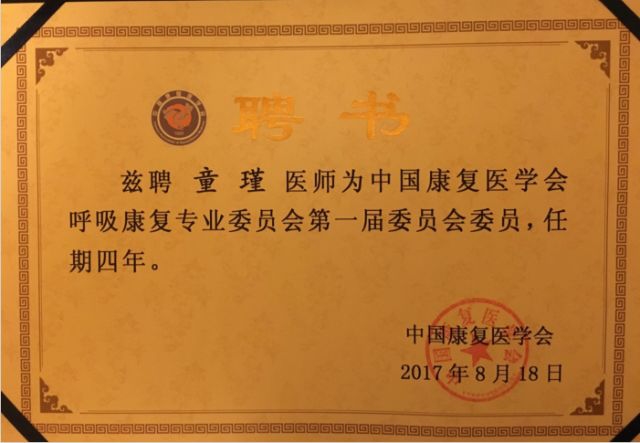 聘书
兹聘 童瑾 医师为中国康复医学会
呼吸康复专业委员会第一届委员会委员,任
期四年。
中国康复医学会
2017年8月18日